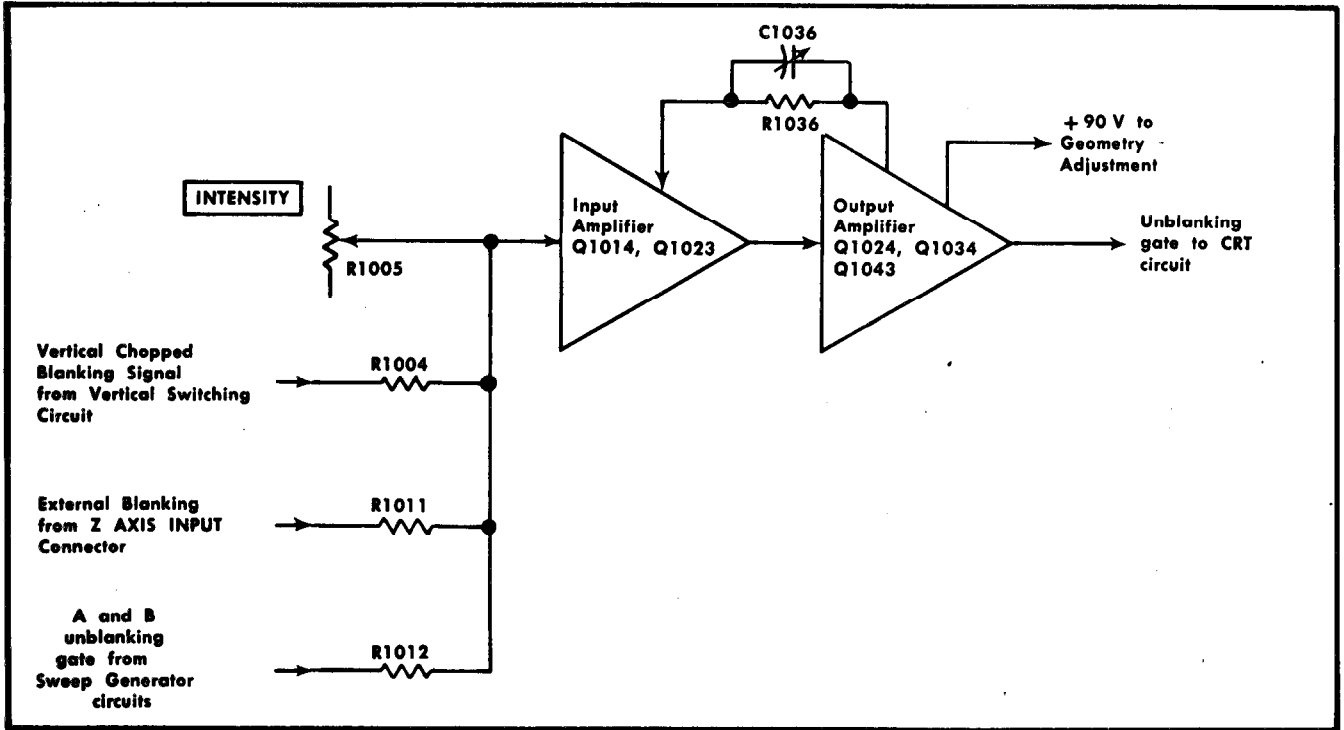 C1036
R1036
+ 90 V to
Geometry
Adjustment
INTENSITY
R1005
Input
Amplifier
Q1014, Q1023
Output
Amplifier
Q1024, Q1034
Q1043
Unblanking
gate to CRT
circuit
Vertical Chopped
Blanking Signal
from Vertical Switching
Circuit
R1004
External Blanking
from Z AXIS INPUT
Connector
R1011
A and B
unblanking
gate from
Sweep Generator
circuits
R1012